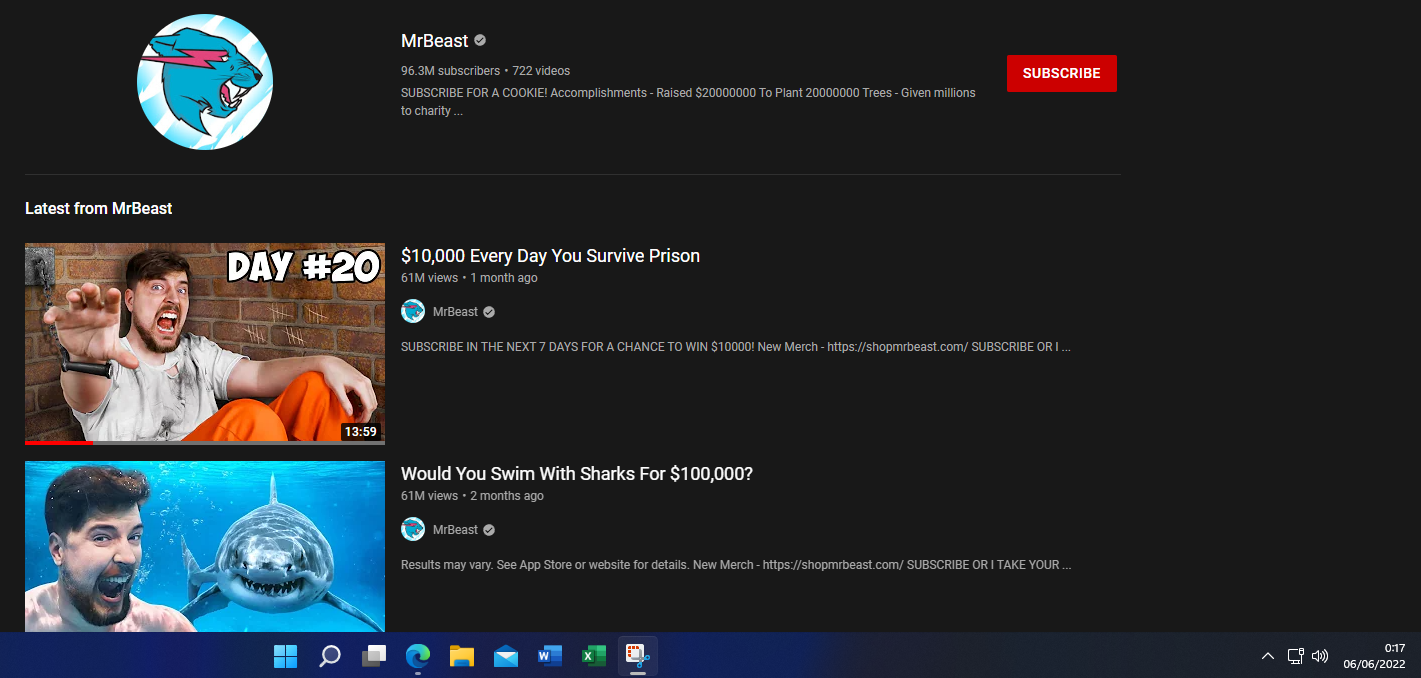 MrBeast
96.3M subscribers • 722 videos
SUBSCRIBE FOR A COOKIE! Accomplishments - Raised $20000000 To Plant 20000000 Trees - Given millions
to charity ...
SUBSCRIBE
Latest from MrBeast
DAY #20
13:59
$10,000 Every Day You Survive Prison
61M views • 1 month ago
MrBeast
SUBSCRIBE IN THE NEXT 7 DAYS FOR A CHANCE TO WIN $10000! New Merch - https://shopmrbeast.com/ SUBSCRIBE OR I ...
Would You Swim With Sharks For $100,000?
61M views • 2 months ago
MrBeast
Results may vary. See App Store or website for details. New Merch - https://shopmrbeast.com/ SUBSCRIBE OR I TAKE YOUR ...
W
X
0:17
06/06/2022